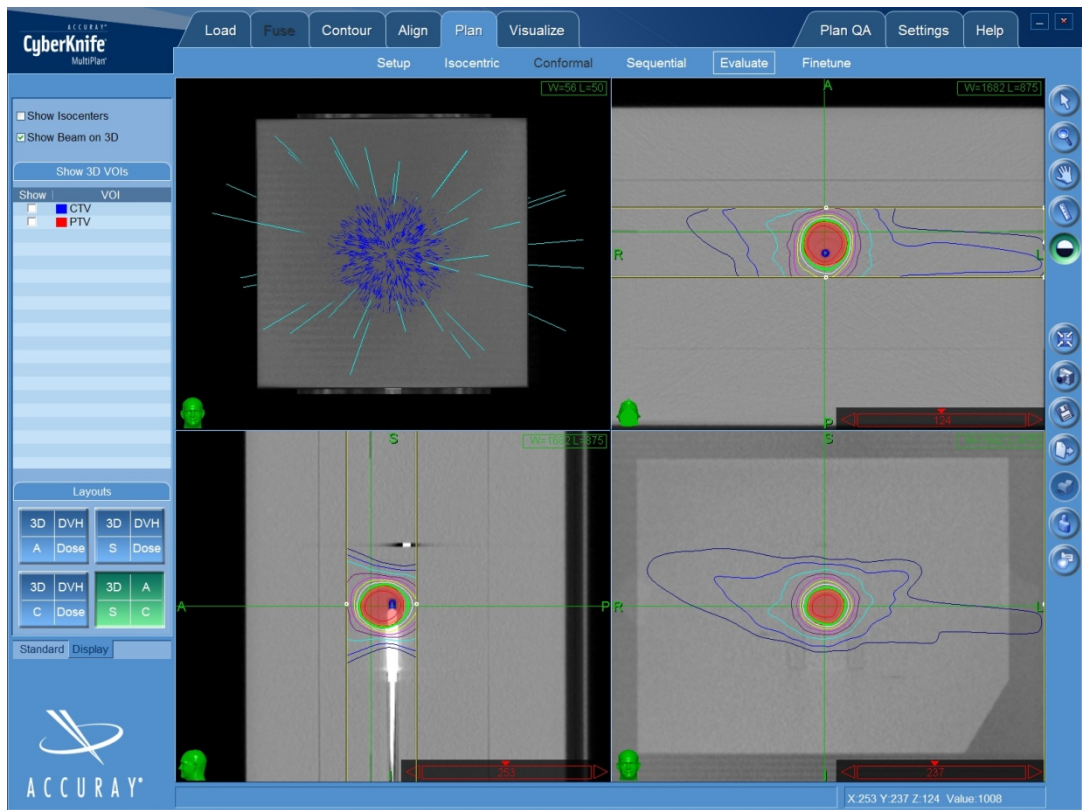 ACCURAY
CyberKnife
MultiPlan
Load Fuse Contour Align Plan Visualize Plan QA Settings Help
Setup Isocentric Conformal Sequential Evaluate Finetune
Show Isocenters
Show Beam on 3D
Show 3D VOIs
Show VOI
CTV
PTV
W=56 L=50
A W=1682 L=875
R L
P 124
S W=1682 L=875
A P
I 253
S
R L
I 237
Layouts
3D DVH 3D DVH
A Dose S Dose
3D DVH 3D A
C Dose S C
Standard Display
ACCURAY
X:253 Y:237 Z:124 Value:1008